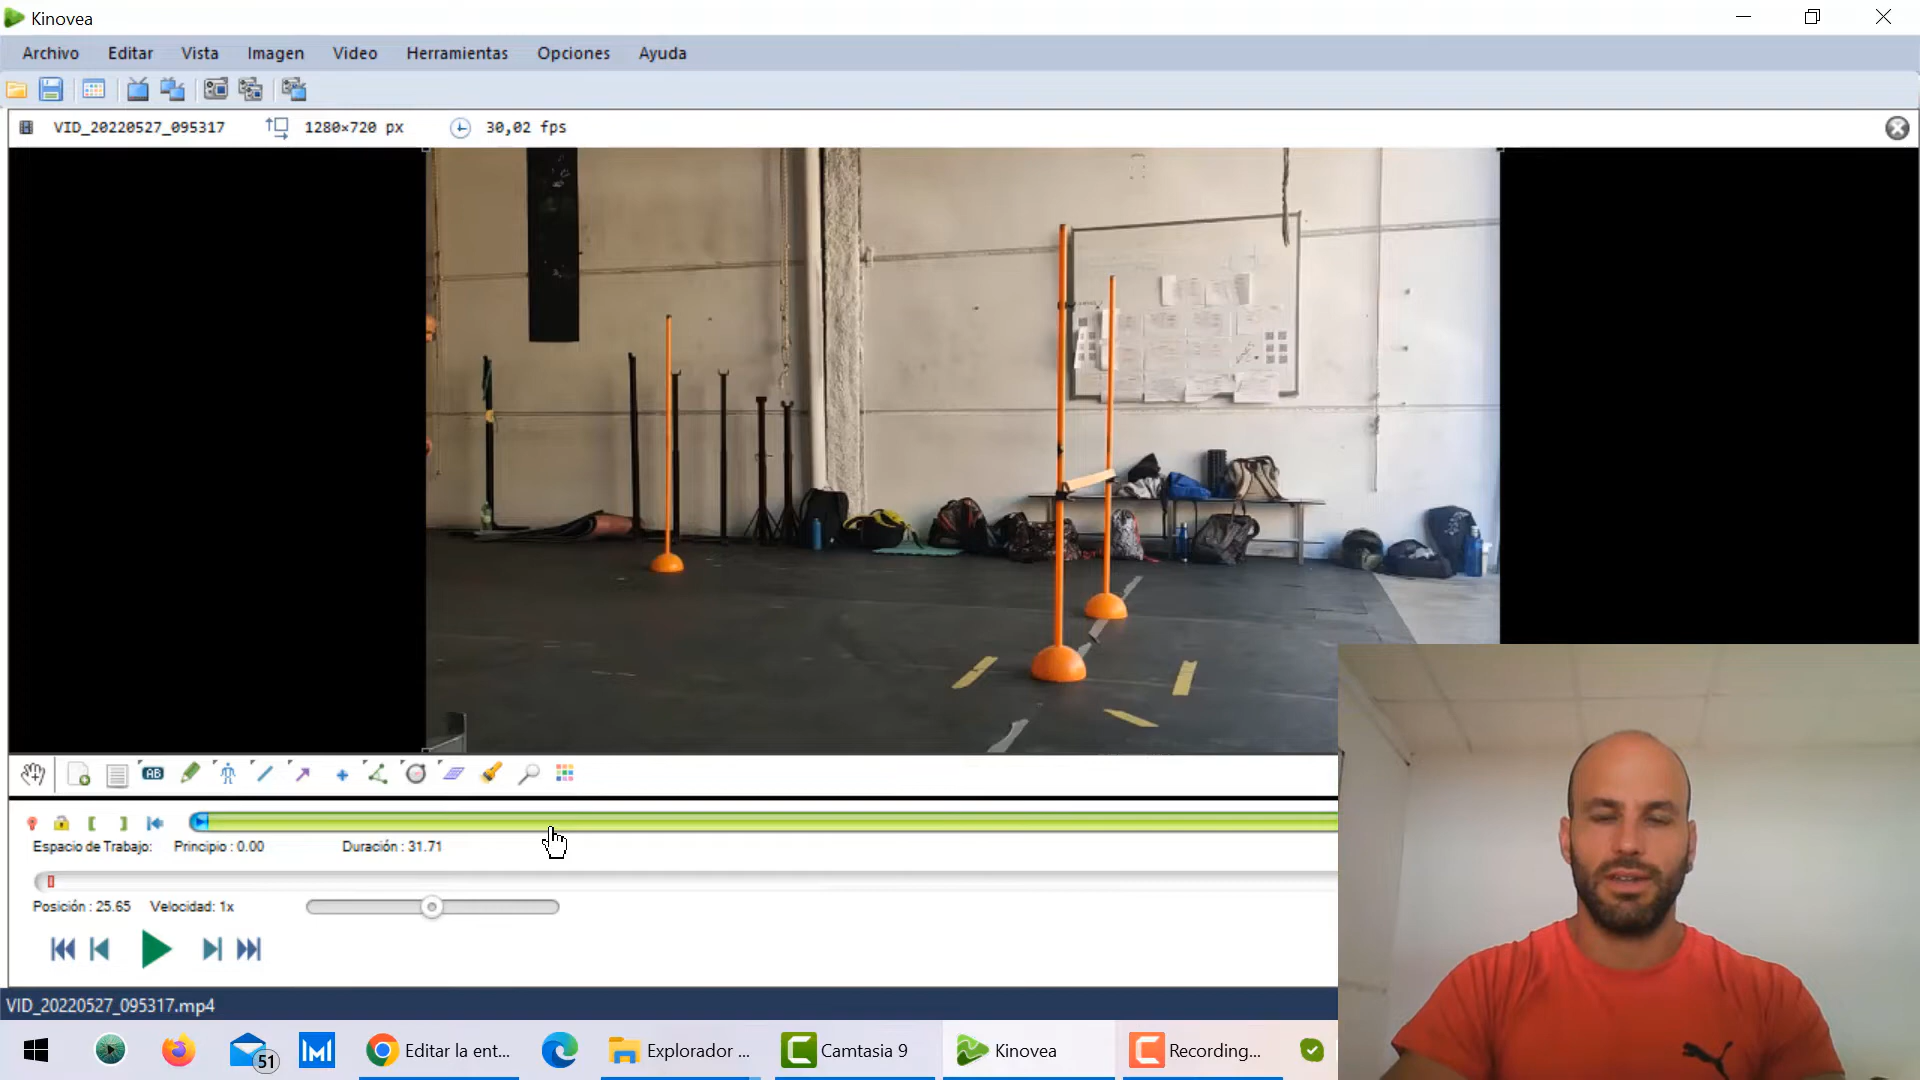 Kinovea
Archivo Editar Vista Imagen Video Herramientas Opciones Ayuda
VID_20220527_095317 1280×720 px 30,02 fps
AB
Espacio de Trabajo: Principio : 0.00 Duración : 31.71
Posición : 25.65 Velocidad: 1x
VID_20220527_095317.mp4
51 Editar la ent... Explorador ... Camtasia 9 Kinovea Recording...